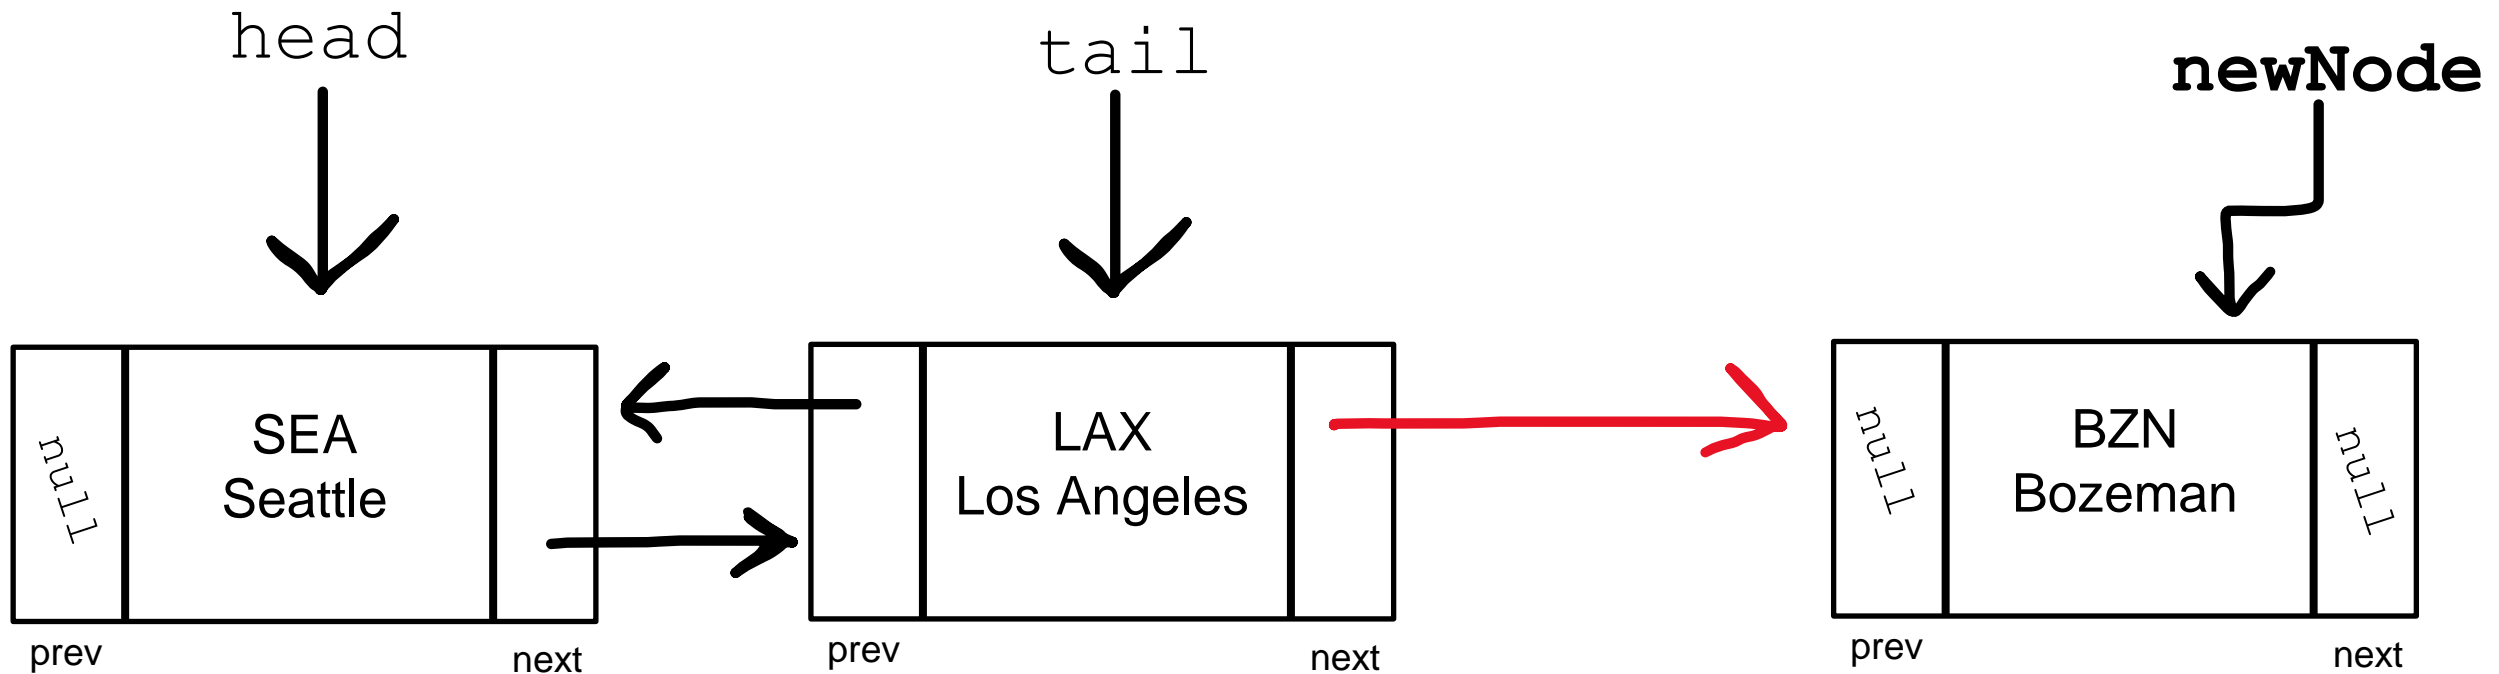 head
tail
newNode
null
SEA
Seattle
LAX
Los Angeles
null
BZN
Bozeman
null
prev
next
prev
next
prev
next